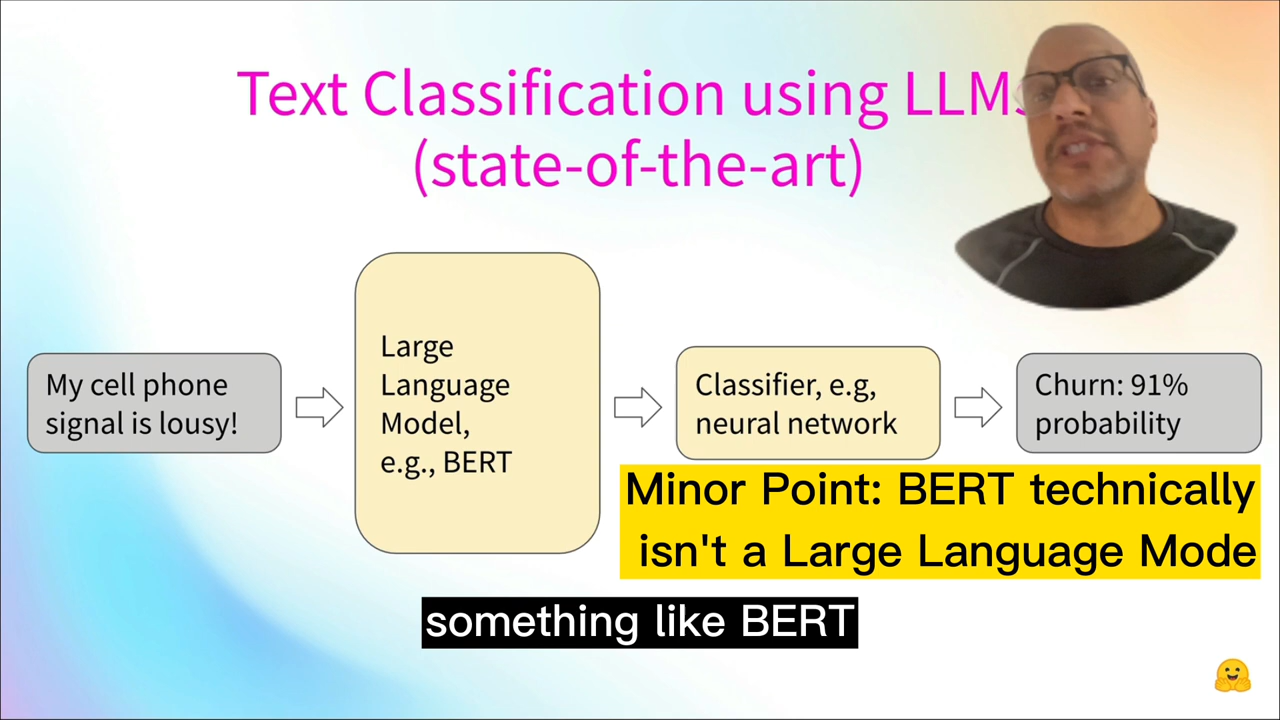 Text Classification using LLMs
(state-of-the-art)
My cell phone
signal is lousy!
Large
Language
Model,
e.g., BERT
Classifier, e.g,
neural network
Churn: 91%
probability
Minor Point: BERT technically
isn't a Large Language Mode
something like BERT